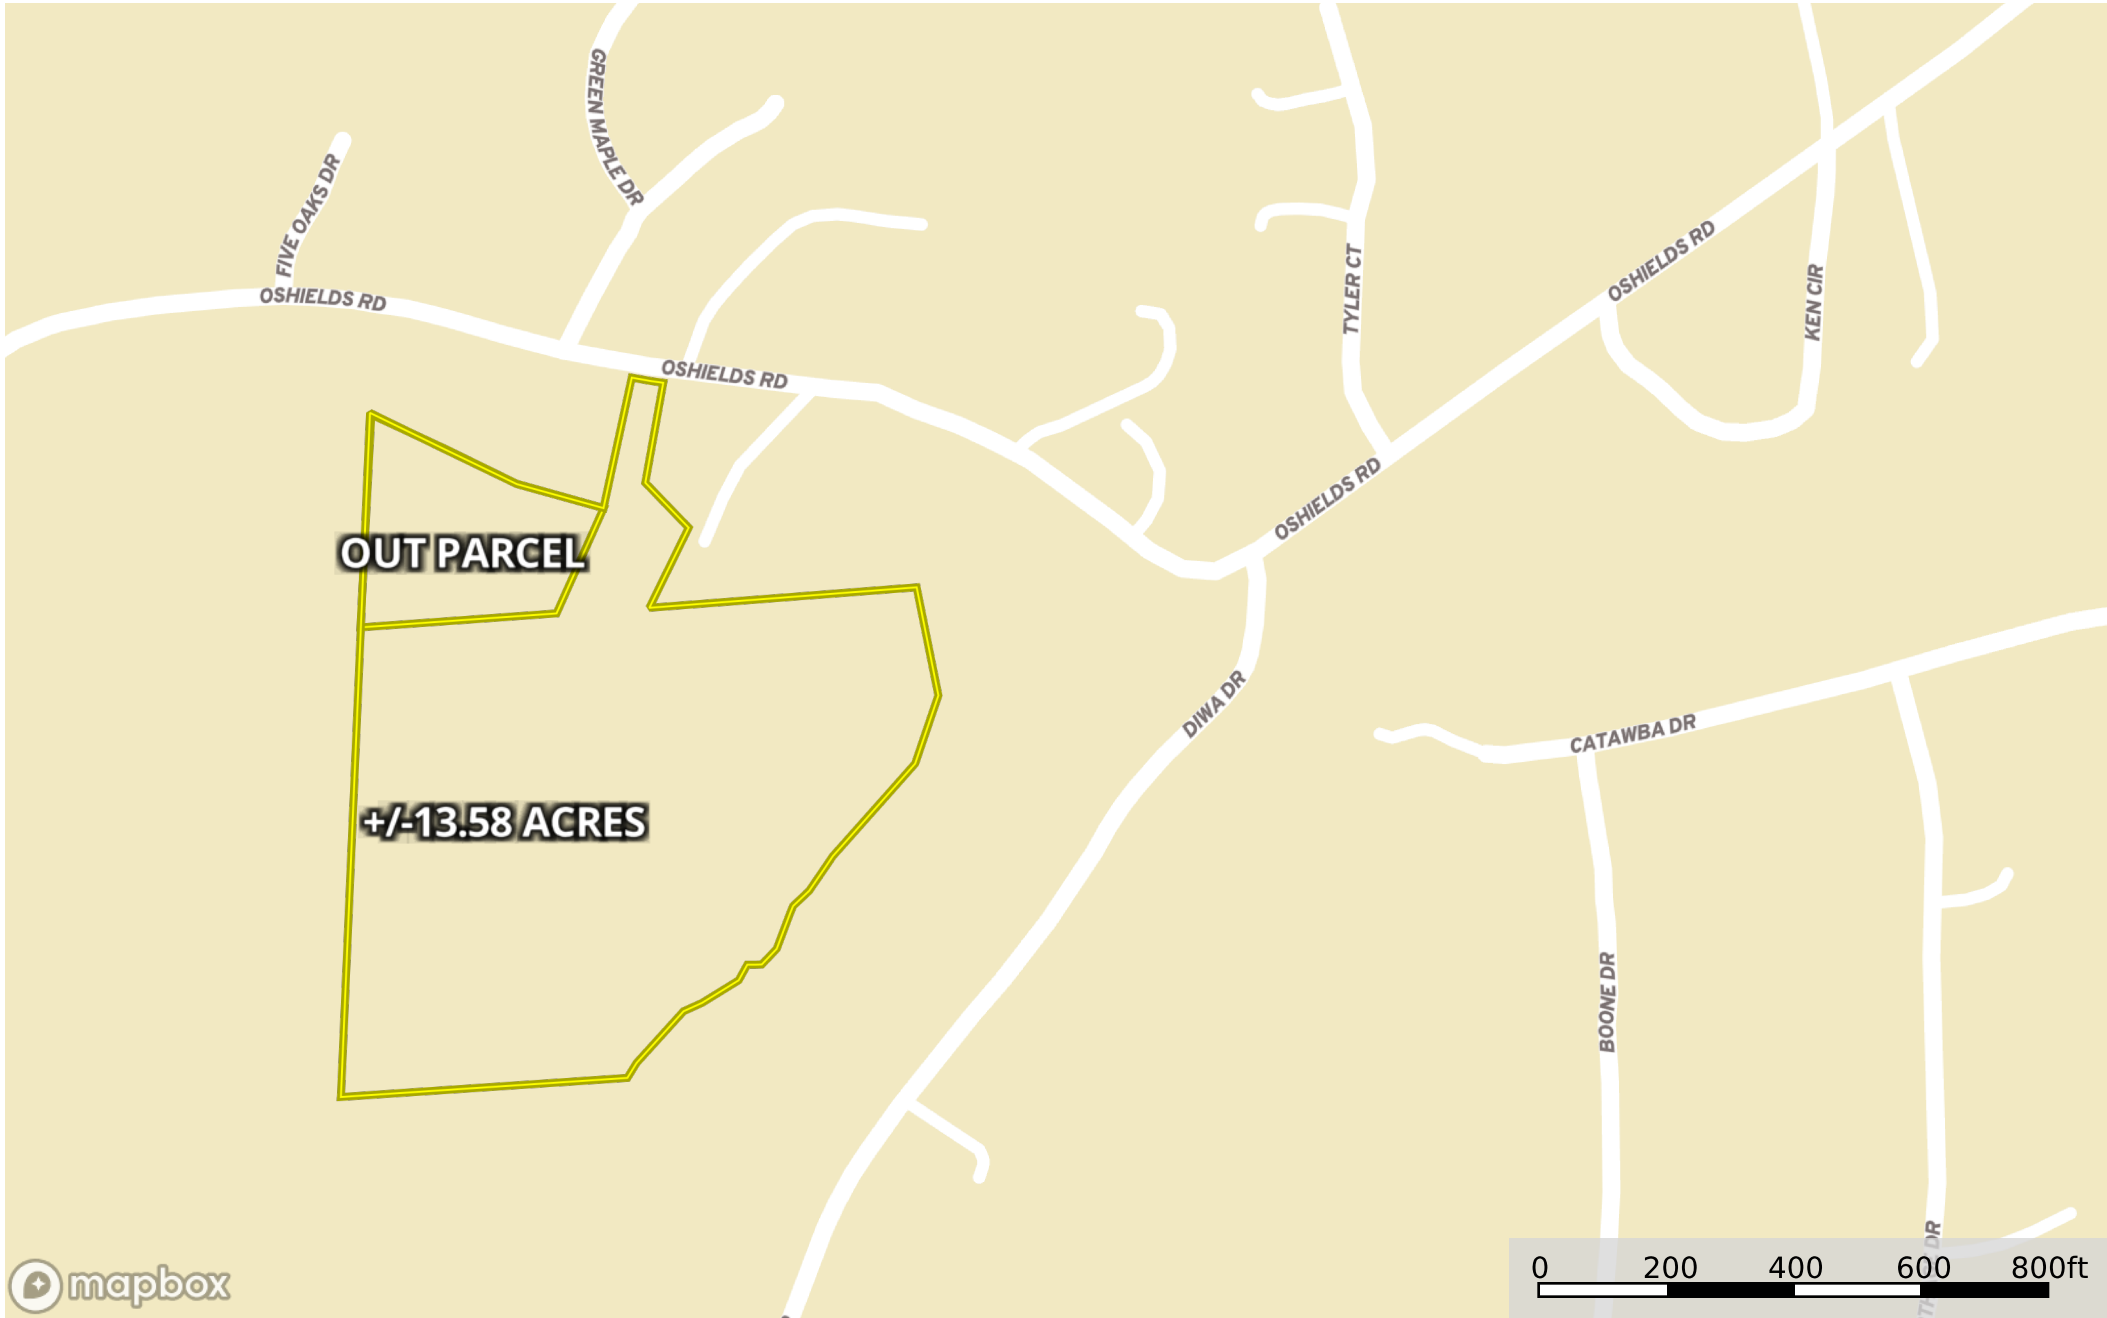 GREEN MAPLE DR
FIVE OAKS DR
OSHIELDS RD
OSHIELDS RD
TYLER CT
OSHIELDS RD
KEN CIR
OSHIELDS RD
OUT PARCEL
DIWA DR
CATAWBA DR
+/-13.58 ACRES
BOONE DR
DR
mapbox
0 200 400 600 800ft